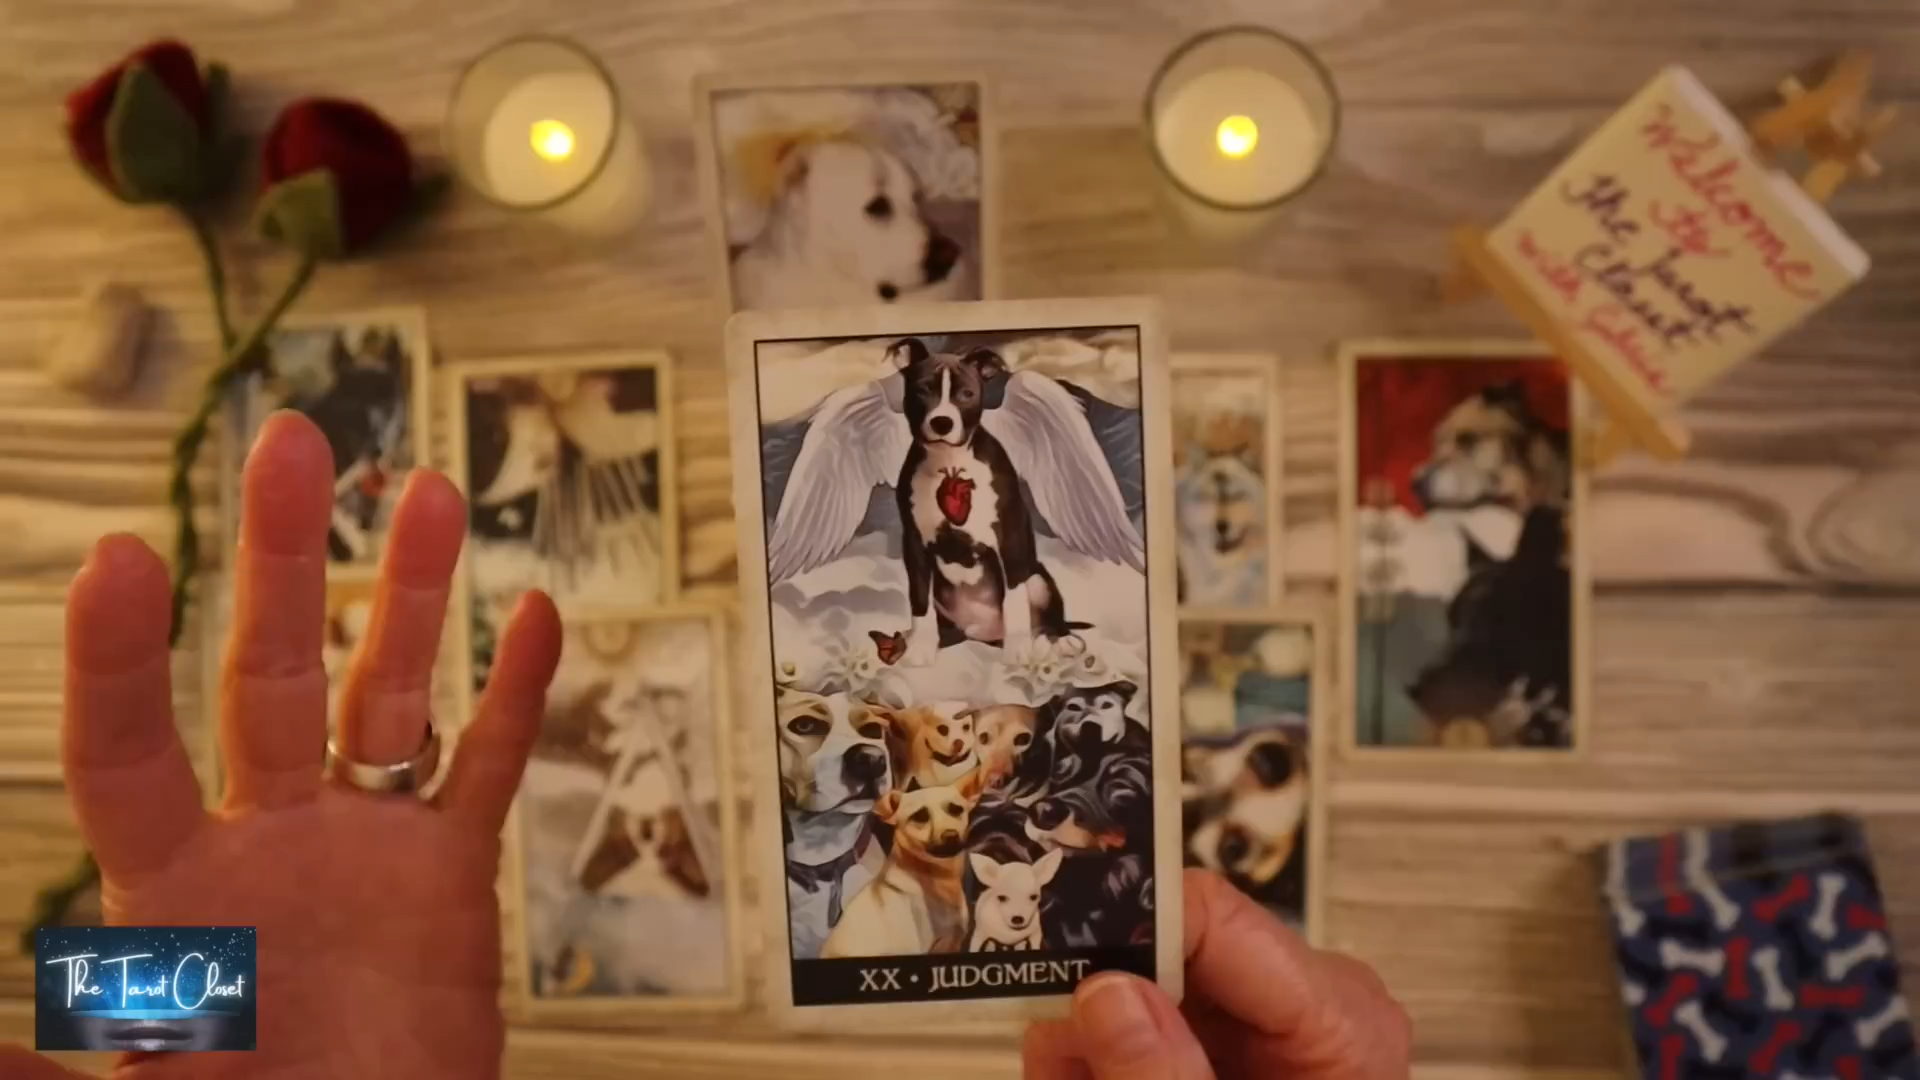 Welcome
to
The Tarot
Closet
with
XX • JUDGMENT
The Tarot Closet